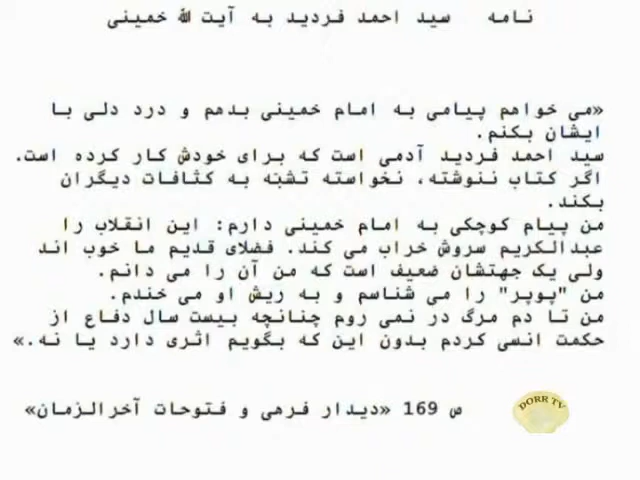 نامه سید احمد فردید به آیت الله خمینی
«می خواهم پیامی به امام خمینی بدهم و درد دلی با
ایشان بکنم.
سید احمد فردید آدمی است که برای خودش کار کرده است.
اگر کتاب ننوشته، نخواسته تشبّه به کثافات دیگران
بکند.
من پیام کوچکی به امام خمینی دارم: این انقلاب را
عبدالکریم سروش خراب می کند. فضلای قدیم ما خوب اند
ولی یک جهتشان ضعیف است که من آن را می دانم.
من "پوپر" را می شناسم و به ریش او می خندم.
من تا دم مرگ در نمی روم چنانچه بیست سال دفاع از
حکمت انسی کردم بدون این که بگویم اثری دارد یا نه.»
ص 169 «دیدار فرهی و فتوحات آخرالزمان»
DORR TV